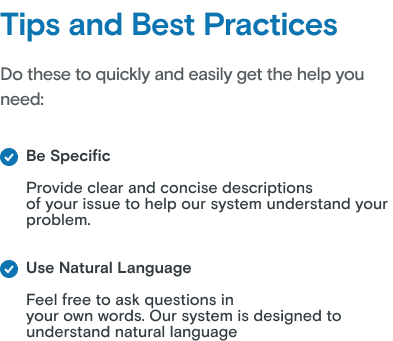 Tips and Best Practices
Do these to quickly and easily get the help you
need:
Be Specific
Provide clear and concise descriptions
of your issue to help our system understand your
problem.
Use Natural Language
Feel free to ask questions in
your own words. Our system is designed to
understand natural language